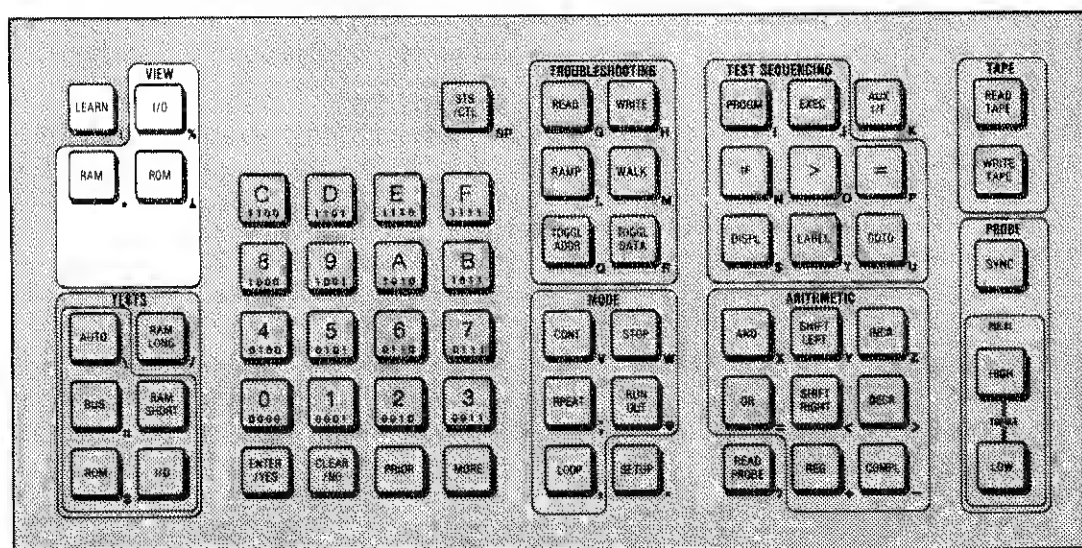 VIEW
LEARN
I/O
%
RAM
ROM
STS
/CTL
SP
C
1100
D
1101
E
1110
F
1111
8
1000
9
1001
A
1010
B
1011
4
0100
5
0101
6
0110
7
0111
0
0000
1
0001
2
0010
3
0011
ENTER
/YES
CLEAR
/NO
PRIOR
MORE
TESTS
AUTO
\
RAM
LONG
/
BUS
#
RAM
SHORT
ROM
$
I/O
TROUBLESHOOTING
READ
G
WRITE
H
RAMP
L
WALK
M
TOGGL
ADDR
Q
TOGGL
DATA
R
MODE
CONT
V
STOP
W
RPEAT
RUN
UOT
LOOP
SETUP
TEST SEQUENCING
PROGM
I
EXEC
J
AUX
I/F
K
IF
N
>
O
=
P
DISPL
S
LABEL
GOTO
U
ARITHMETIC
AND
X
SHIFT
LEFT
Y
INCR
Z
OR
=
SHIFT
RIGHT
<
DECR
>
READ
PROBE
?
REG
+
COMPL
−
TAPE
READ
TAPE
WRITE
TAPE
PROBE
SYNC
HIGH
LOW